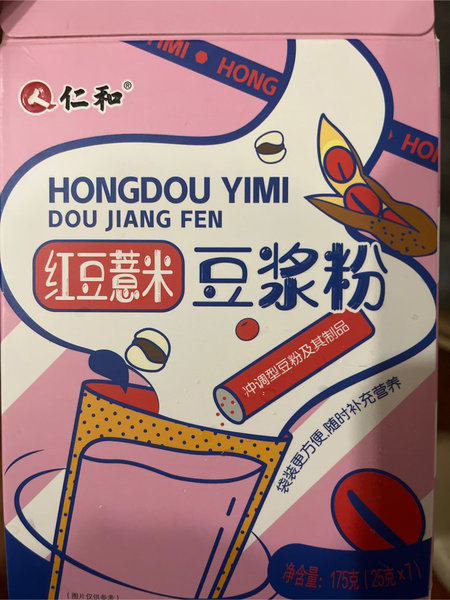 YIMI HONG
仁和®
HON
HONGDOU YIMI
DOU JIANG FEN
红豆薏米 豆浆粉
冲调型豆粉及其制品
袋装更方便,随时补充营养
净含量: 175克 (25克×7)
(图片仅供参考)